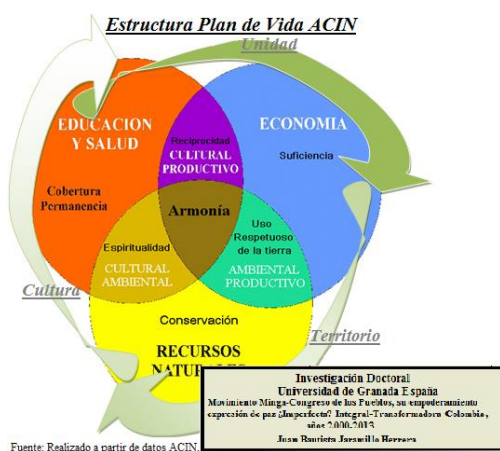 Estructura Plan de Vida ACIN
Unidad
EDUCACION
Y SALUD
Cobertura
Permanencia
Reciprocidad
CULTURAL
PRODUCTIVO
ECONOMIA
Suficiencia
Armonía
Espiritualidad
CULTURAL
AMBIENTAL
Uso
Respetuoso
de la tierra
AMBIENTAL
PRODUCTIVO
Cultura
Territorio
Conservación
RECURSOS
NATURALES
Investigación Doctoral
Universidad de Granada España
Movimiento Minga-Congreso de los Pueblos, su empoderamiento
expresión de paz ¿Imperfecta? Integral-Transformadora Colombia,
años 2.000-2013
Juan Bautista Jaramillo Herrera
Fuente: Realizado a partir de datos ACIN.